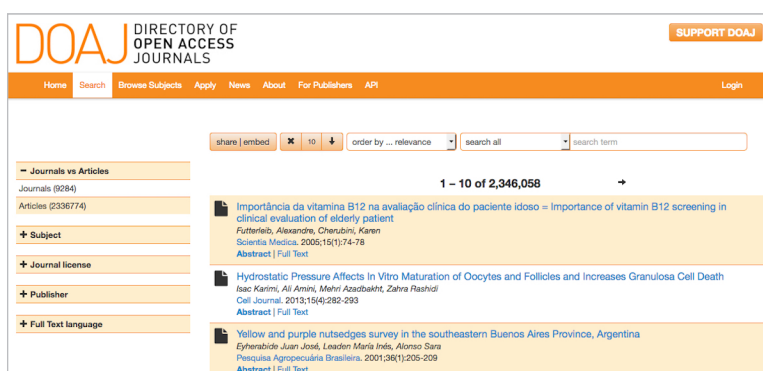 DOAJ
DIRECTORY OF
OPEN ACCESS
JOURNALS
SUPPORT DOAJ
Home Search Browse Subjects Apply News About For Publishers API Login
share | embed 10 order by ... relevance search all search term
− Journals vs Articles
Journals (9284)
Articles (2336774)
+ Subject
+ Journal license
+ Publisher
+ Full Text language
1 – 10 of 2,346,058
Importância da vitamina B12 na avaliação clínica do paciente idoso = Importance of vitamin B12 screening in
clinical evaluation of elderly patient
Futterleib, Alexandre, Cherubini, Karen
Scientia Medica. 2005;15(1):74-78
Abstract | Full Text
Hydrostatic Pressure Affects In Vitro Maturation of Oocytes and Follicles and Increases Granulosa Cell Death
Isac Karimi, Ali Amini, Mehri Azadbakht, Zahra Rashidi
Cell Journal. 2013;15(4):282-293
Abstract | Full Text
Yellow and purple nutsedges survey in the southeastern Buenos Aires Province, Argentina
Eyherabide Juan José, Leaden María Inés, Alonso Sara
Pesquisa Agropecuária Brasileira. 2001;36(1):205-209
Abstract | Full Text